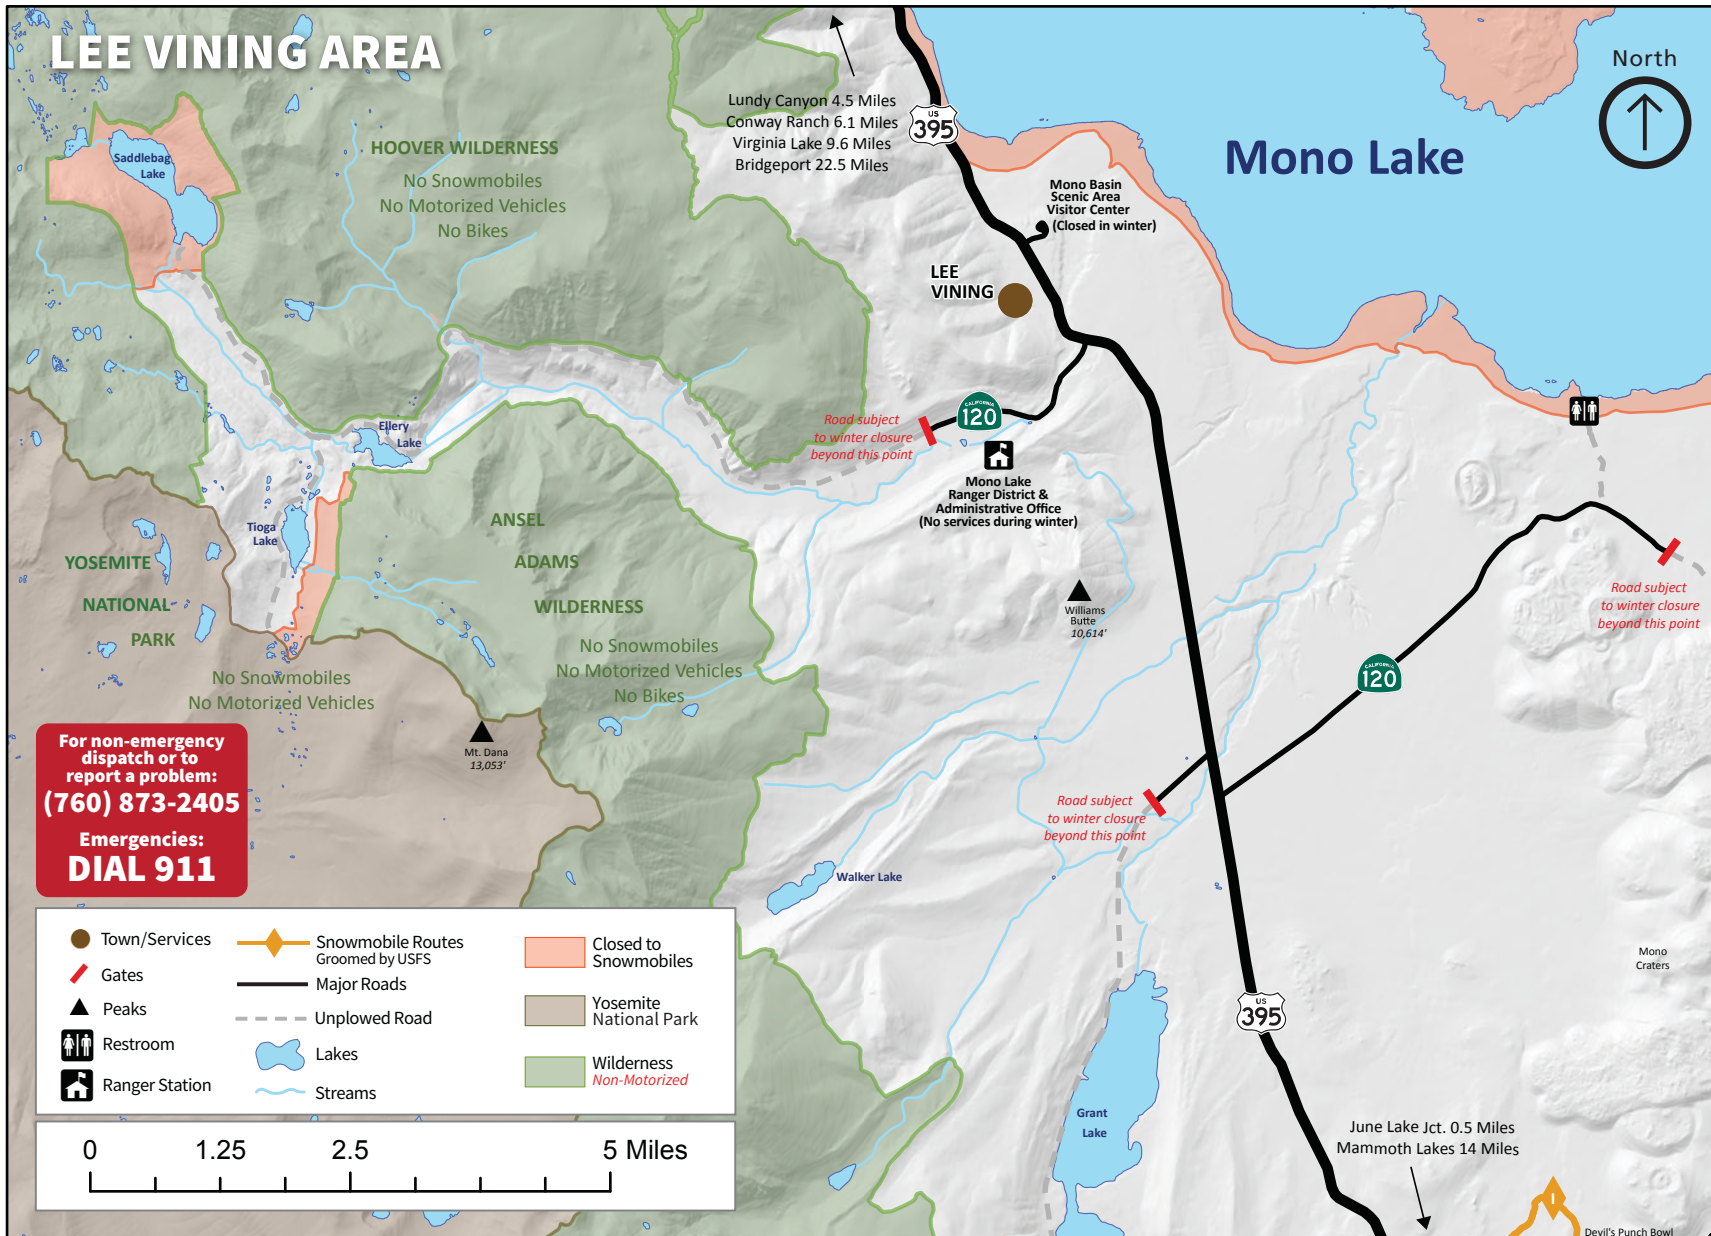 LEE VINING AREA
North
Lundy Canyon 4.5 Miles
Conway Ranch 6.1 Miles
Virginia Lake 9.6 Miles
Bridgeport 22.5 Miles
US
395
Mono Lake
Saddlebag
Lake
HOOVER WILDERNESS
No Snowmobiles
No Motorized Vehicles
No Bikes
Mono Basin
Scenic Area
Visitor Center
(Closed in winter)
LEE
VINING
Ellery
Lake
Road subject
to winter closure
beyond this point
CALIFORNIA
120
Mono Lake
Ranger District &
Administrative Office
(No services during winter)
Tioga
Lake
YOSEMITE
NATIONAL
PARK
No Snowmobiles
No Motorized Vehicles
ANSEL
ADAMS
WILDERNESS
No Snowmobiles
No Motorized Vehicles
No Bikes
Williams
Butte
10,614'
Road subject
to winter closure
beyond this point
CALIFORNIA
120
Mt. Dana
13,053'
For non-emergency
dispatch or to
report a problem:
(760) 873-2405
Emergencies:
DIAL 911
Road subject
to winter closure
beyond this point
Walker Lake
Mono
Craters
US
395
Grant
Lake
June Lake Jct. 0.5 Miles
Mammoth Lakes 14 Miles
I
Devil's Punch Bowl
Town/Services
Gates
Peaks
Restroom
Ranger Station
Snowmobile Routes
Groomed by USFS
Major Roads
Unplowed Road
Lakes
Streams
Closed to
Snowmobiles
Yosemite
National Park
Wilderness
Non-Motorized
0 1.25 2.5 5 Miles